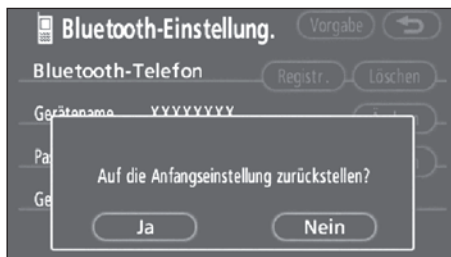 Bluetooth-Einstellung. Vorgabe
Bluetooth-Telefon Registr. Löschen
Gerätename XXXXXXXX
Auf die Anfangseinstellung zurückstellen?
Ja Nein